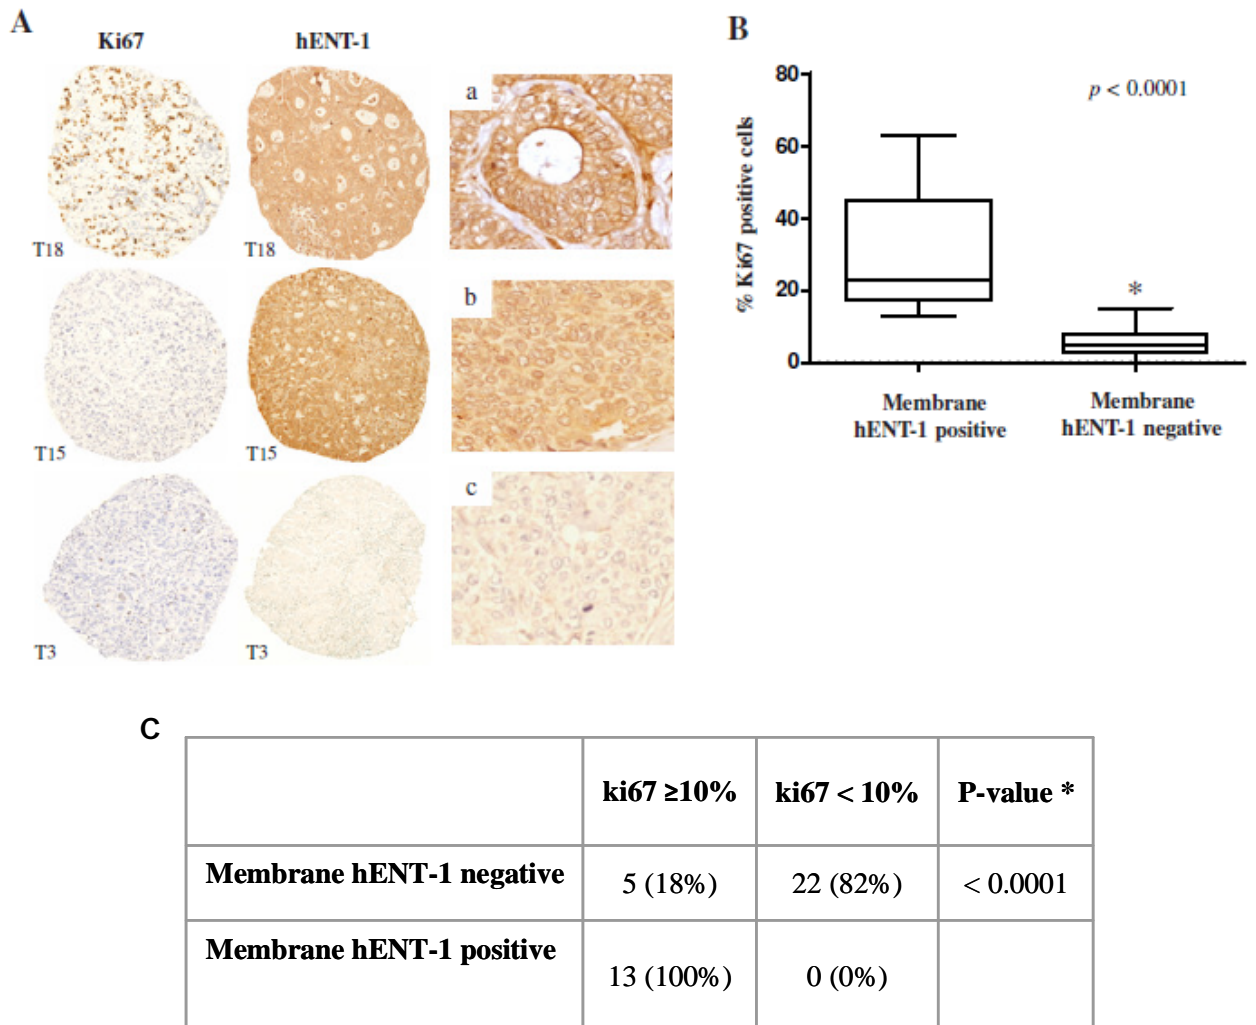 A
Ki67
hENT-1
a
T18
T18
b
T15
T15
c
T3
T3
B
80
60
40
20
0
% Ki67 positive cells
p < 0.0001
*
Membrane
hENT-1 positive
Membrane
hENT-1 negative
C
ki67 ≥10%
ki67 < 10%
P-value *
Membrane hENT-1 negative
5 (18%)
22 (82%)
< 0.0001
Membrane hENT-1 positive
13 (100%)
0 (0%)